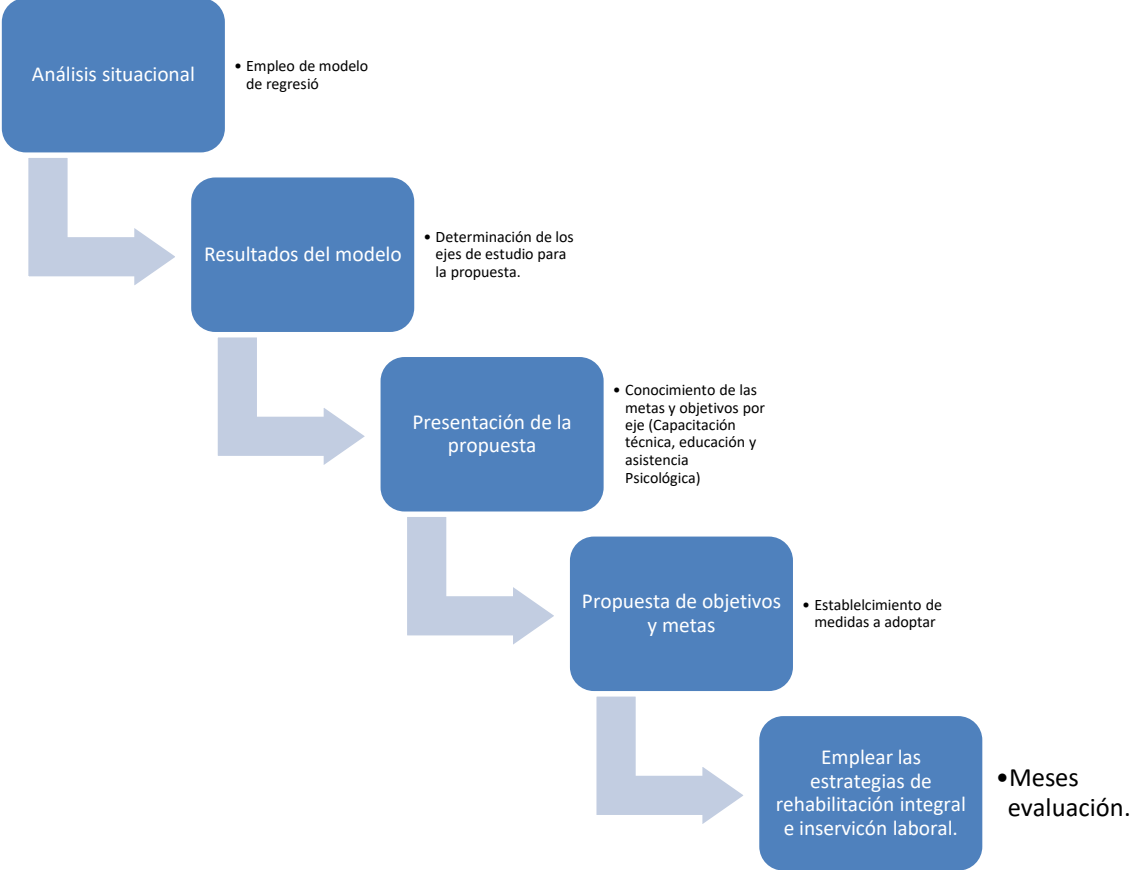 Análisis situacional
• Empleo de modelo
de regresió
Resultados del modelo
• Determinación de los
ejes de estudio para
la propuesta.
Presentación de la
propuesta
• Conocimiento de las
metas y objetivos por
eje (Capacitación
técnica, educación y
asistencia
Psicológica)
Propuesta de objetivos
y metas
• Establelcimiento de
medidas a adoptar
Emplear las
estrategias de
rehabilitación integral
e inservicón laboral.
•Meses
evaluación.